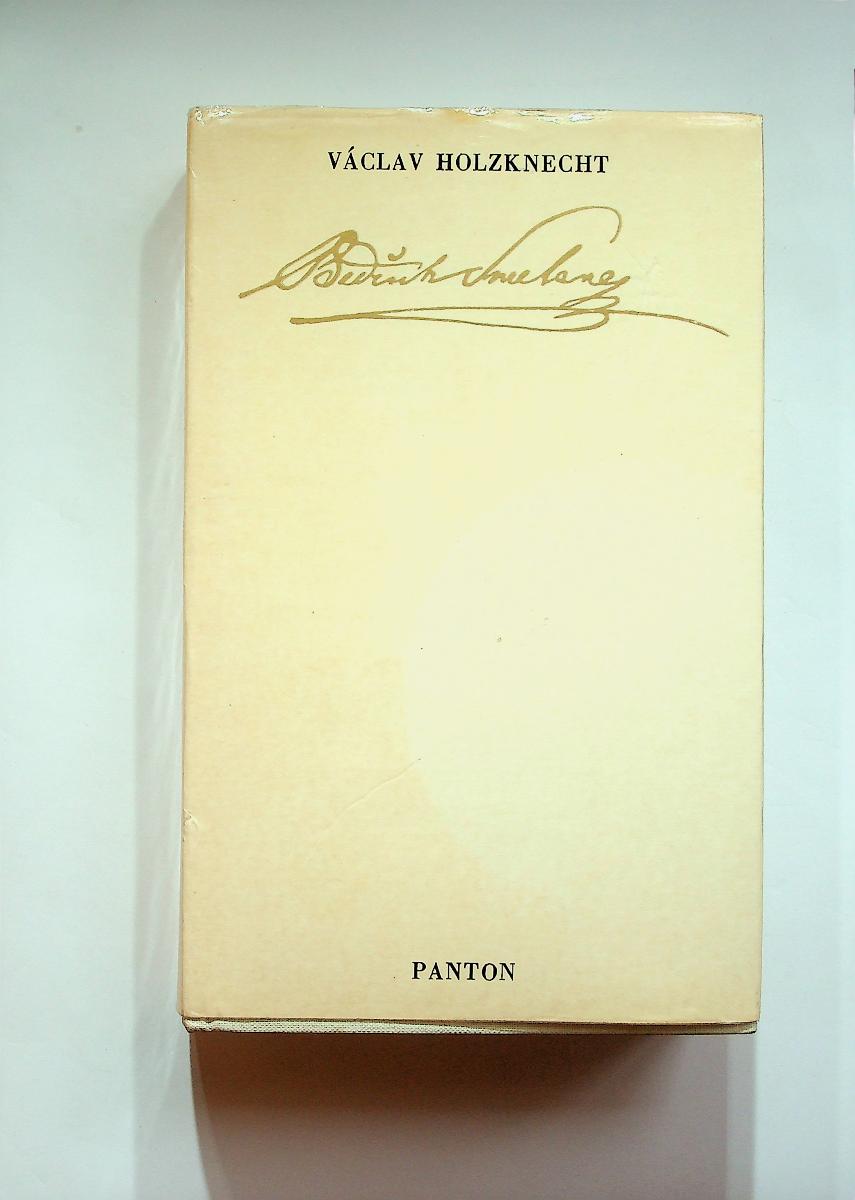 VÁCLAV HOLZKNECHT
Bedřich Smetana
PANTON